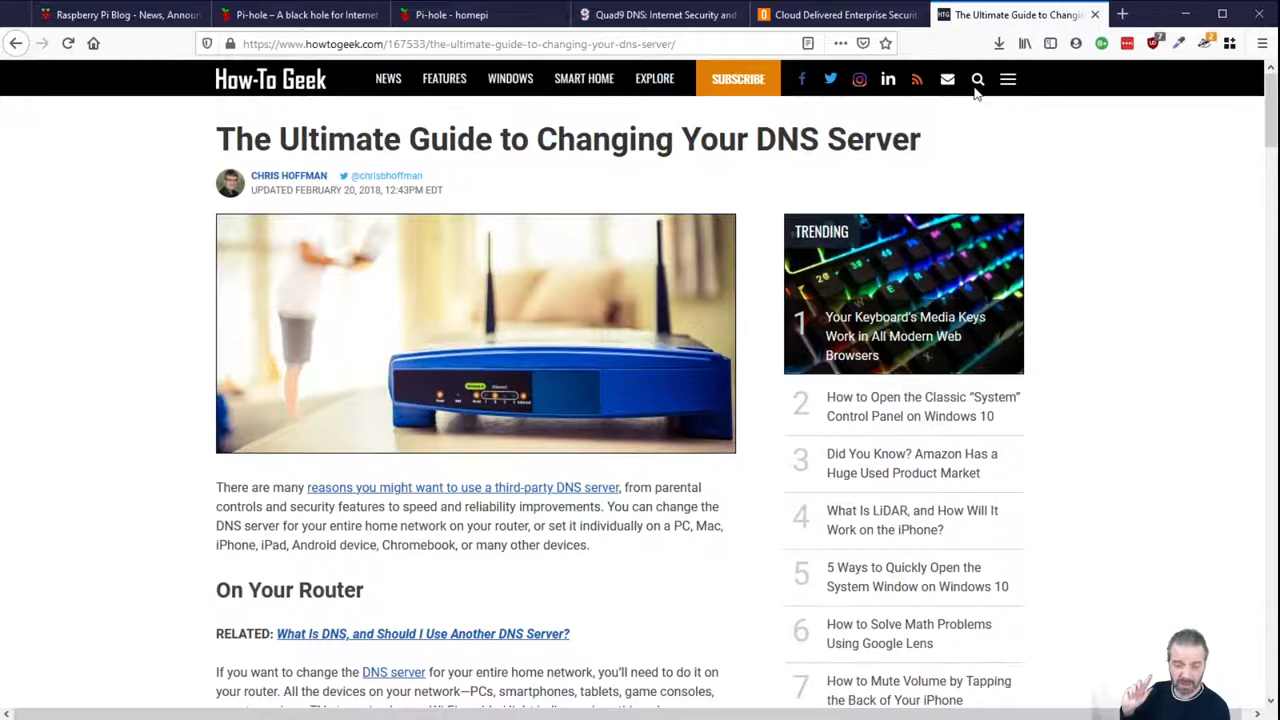 Raspberry Pi Blog - News, Announ
Pi-hole – A black hole for Internet
Pi-hole - homepi
Quad9 DNS: Internet Security and
Cloud Delivered Enterprise Securit
The Ultimate Guide to Changin
https://www.howtogeek.com/167533/the-ultimate-guide-to-changing-your-dns-server/
How-To Geek
NEWS
FEATURES
WINDOWS
SMART HOME
EXPLORE
SUBSCRIBE
The Ultimate Guide to Changing Your DNS Server
CHRIS HOFFMAN @chrisbhoffman
UPDATED FEBRUARY 20, 2018, 12:43PM EDT
There are many reasons you might want to use a third-party DNS server, from parental
controls and security features to speed and reliability improvements. You can change the
DNS server for your entire home network on your router, or set it individually on a PC, Mac,
iPhone, iPad, Android device, Chromebook, or many other devices.
On Your Router
RELATED: What Is DNS, and Should I Use Another DNS Server?
If you want to change the DNS server for your entire home network, you'll need to do it on
your router. All the devices on your network—PCs, smartphones, tablets, game consoles,
TRENDING
1 Your Keyboard's Media Keys
Work in All Modern Web
Browsers
2 How to Open the Classic "System"
Control Panel on Windows 10
3 Did You Know? Amazon Has a
Huge Used Product Market
4 What Is LiDAR, and How Will It
Work on the iPhone?
5 5 Ways to Quickly Open the
System Window on Windows 10
6 How to Solve Math Problems
Using Google Lens
7 How to Mute Volume by Tapping
the Back of Your iPhone